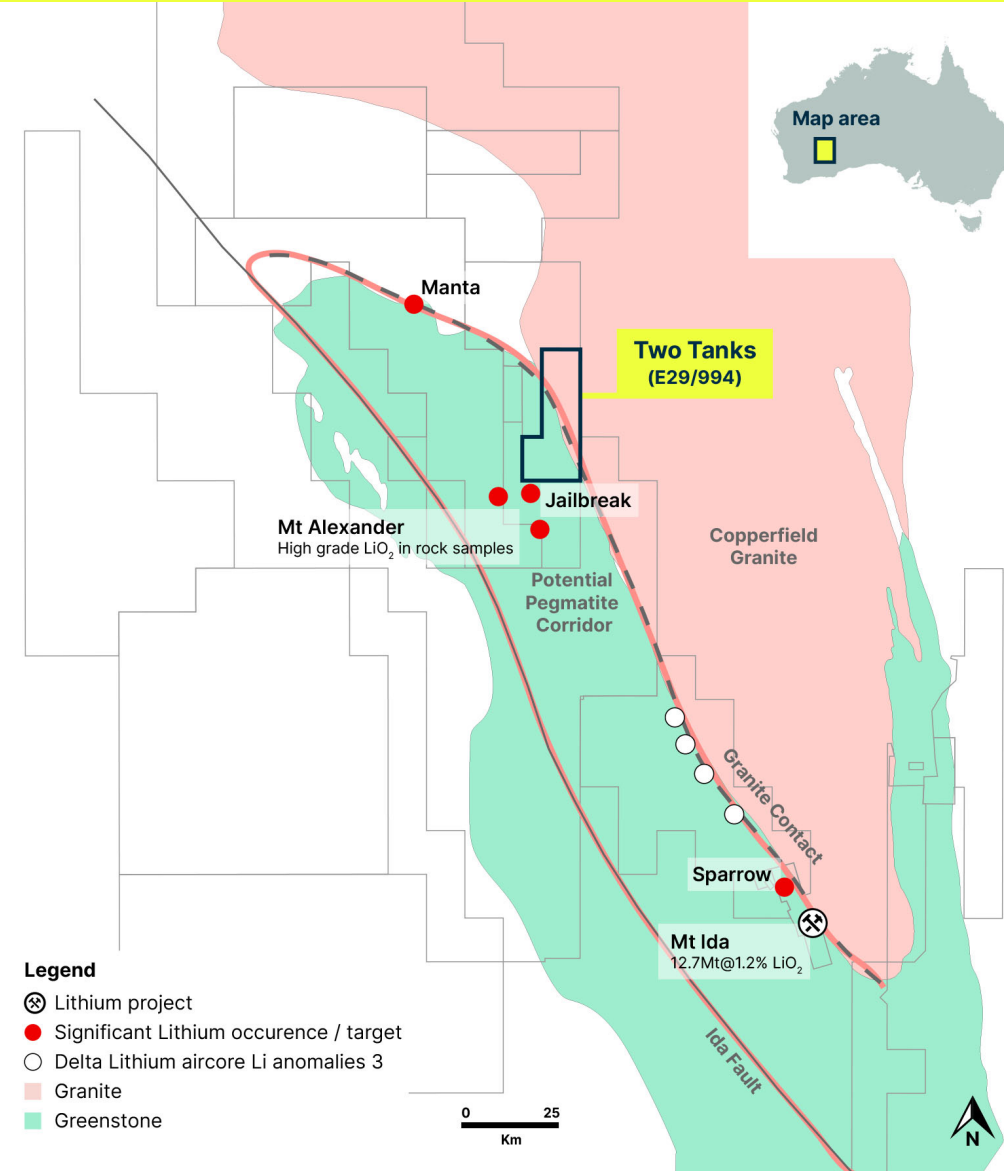 Map area
Manta
Two Tanks
(E29/994)
Jailbreak
Mt Alexander
High grade LiO₂ in rock samples
Copperfield
Granite
Potential
Pegmatite
Corridor
Granite Contact
Sparrow
Mt Ida
12.7Mt@1.2% LiO₂
Ida Fault
Legend
Lithium project
Significant Lithium occurence / target
Delta Lithium aircore Li anomalies 3
Granite
Greenstone
0 25
Km
N